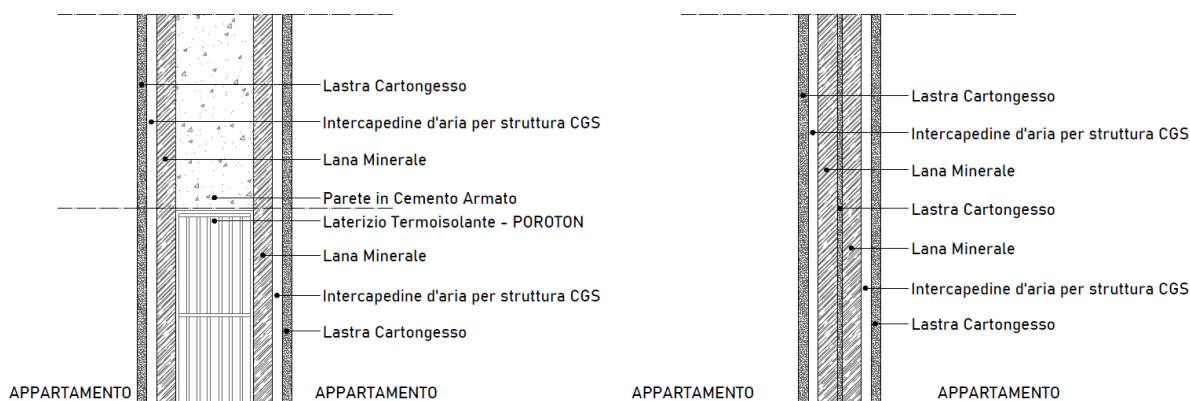 Lastra Cartongesso
Intercapedine d'aria per struttura CGS
Lana Minerale
Parete in Cemento Armato
Laterizio Termoisolante - POROTON
Lana Minerale
Intercapedine d'aria per struttura CGS
Lastra Cartongesso
APPARTAMENTO
APPARTAMENTO
Lastra Cartongesso
Intercapedine d'aria per struttura CGS
Lana Minerale
Lastra Cartongesso
Lana Minerale
Intercapedine d'aria per struttura CGS
Lastra Cartongesso
APPARTAMENTO
APPARTAMENTO